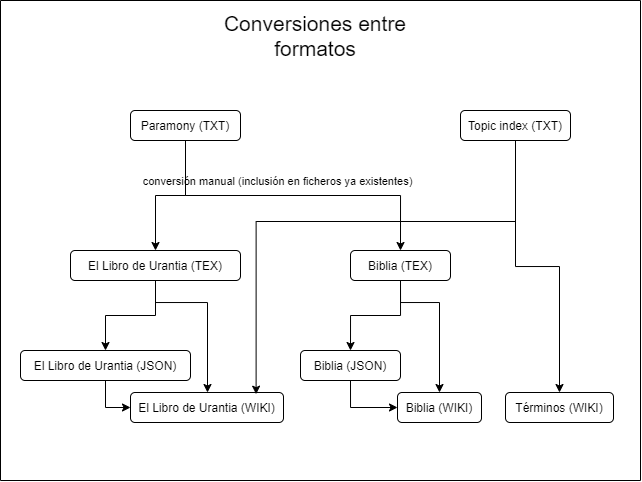 Conversiones entre
formatos
Paramony (TXT)
Topic index (TXT)
conversión manual (inclusión en ficheros ya existentes)
El Libro de Urantia (TEX)
Biblia (TEX)
El Libro de Urantia (JSON)
Biblia (JSON)
El Libro de Urantia (WIKI)
Biblia (WIKI)
Términos (WIKI)